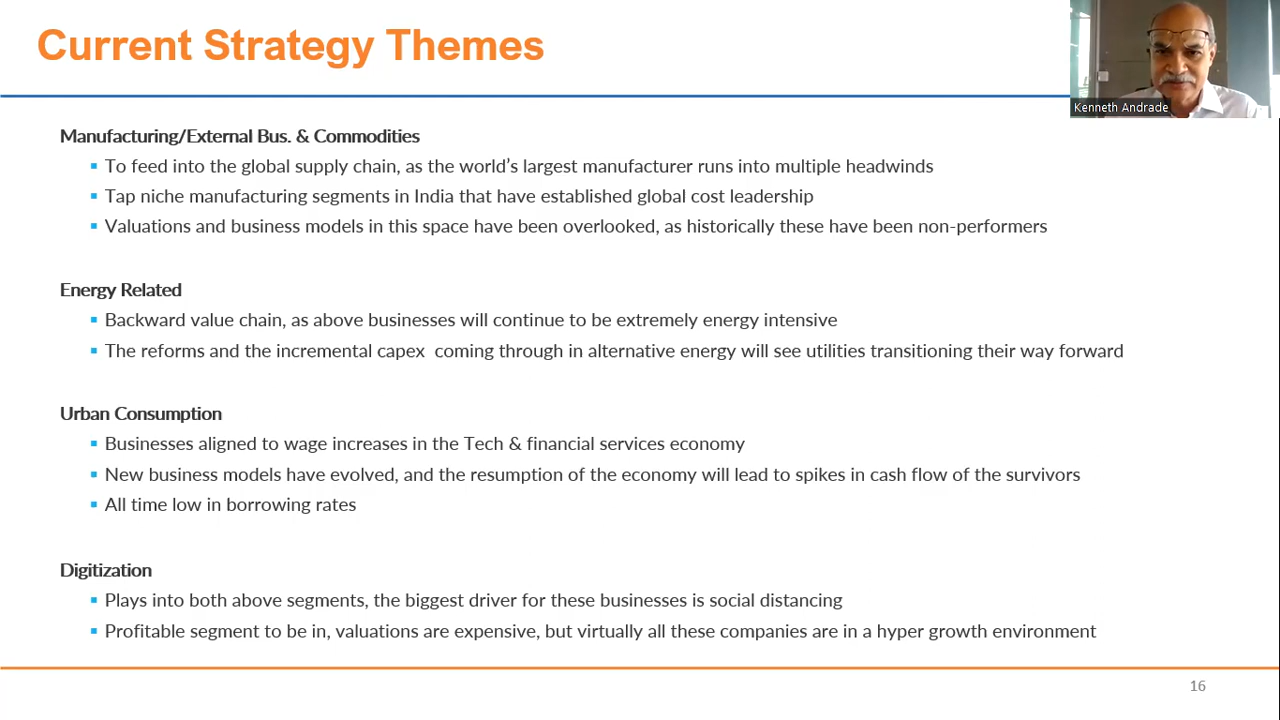 Current Strategy Themes
Kenneth Andrade
Manufacturing/External Bus. & Commodities
▪ To feed into the global supply chain, as the world’s largest manufacturer runs into multiple headwinds
▪ Tap niche manufacturing segments in India that have established global cost leadership
▪ Valuations and business models in this space have been overlooked, as historically these have been non-performers
Energy Related
▪ Backward value chain, as above businesses will continue to be extremely energy intensive
▪ The reforms and the incremental capex  coming through in alternative energy will see utilities transitioning their way forward
Urban Consumption
▪ Businesses aligned to wage increases in the Tech & financial services economy
▪ New business models have evolved, and the resumption of the economy will lead to spikes in cash flow of the survivors
▪ All time low in borrowing rates
Digitization
▪ Plays into both above segments, the biggest driver for these businesses is social distancing
▪ Profitable segment to be in, valuations are expensive, but virtually all these companies are in a hyper growth environment
16